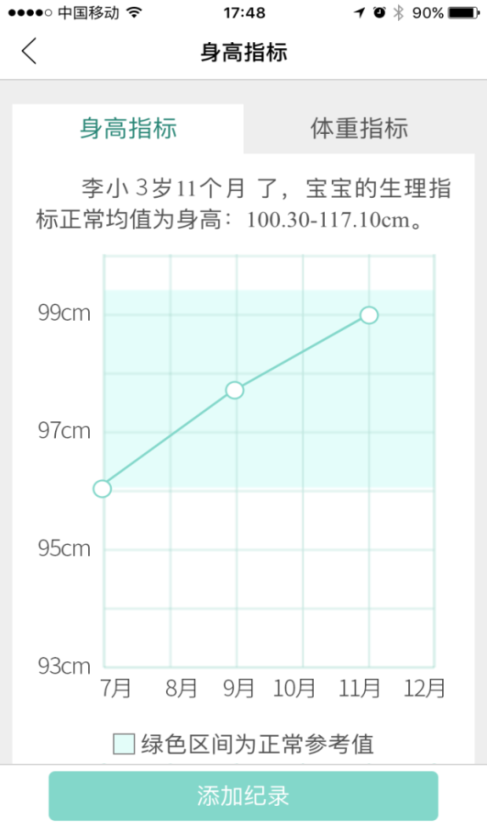 中国移动 17:48 90%
身高指标
身高指标 体重指标
李小 3岁11个月 了，宝宝的生理指
标正常均值为身高：100.30-117.10cm。
99cm
97cm
95cm
93cm
7月 8月 9月 10月 11月 12月
绿色区间为正常参考值
添加纪录